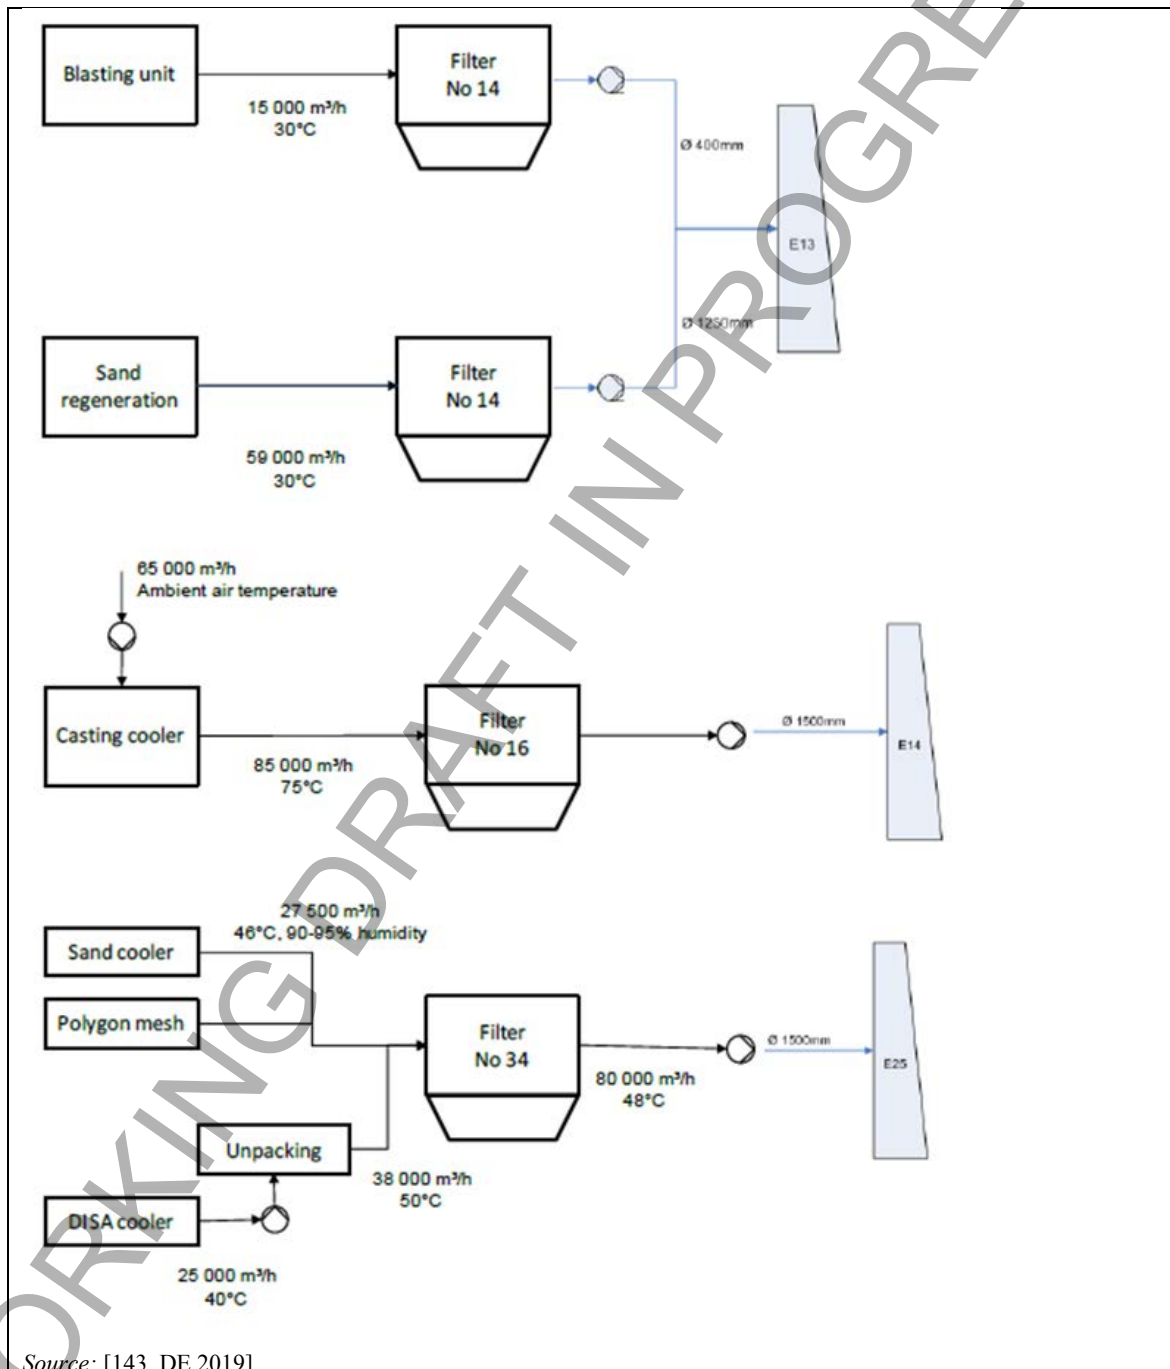 Blasting unit
15 000 m³/h
30°C
Filter
No 14
Ø 400mm
E13
Ø 1250mm
Sand
regeneration
59 000 m³/h
30°C
Filter
No 14
65 000 m³/h
Ambient air temperature
Casting cooler
85 000 m³/h
75°C
Filter
No 16
Ø 1500mm
E14
27 500 m³/h
46°C, 90-95% humidity
Sand cooler
Polygon mesh
Filter
No 34
80 000 m³/h
48°C
Ø 1500mm
E25
Unpacking
38 000 m³/h
50°C
DISA cooler
25 000 m³/h
40°C
Source: [143, DE 2019]
ORKING DRAFT IN PROGRE